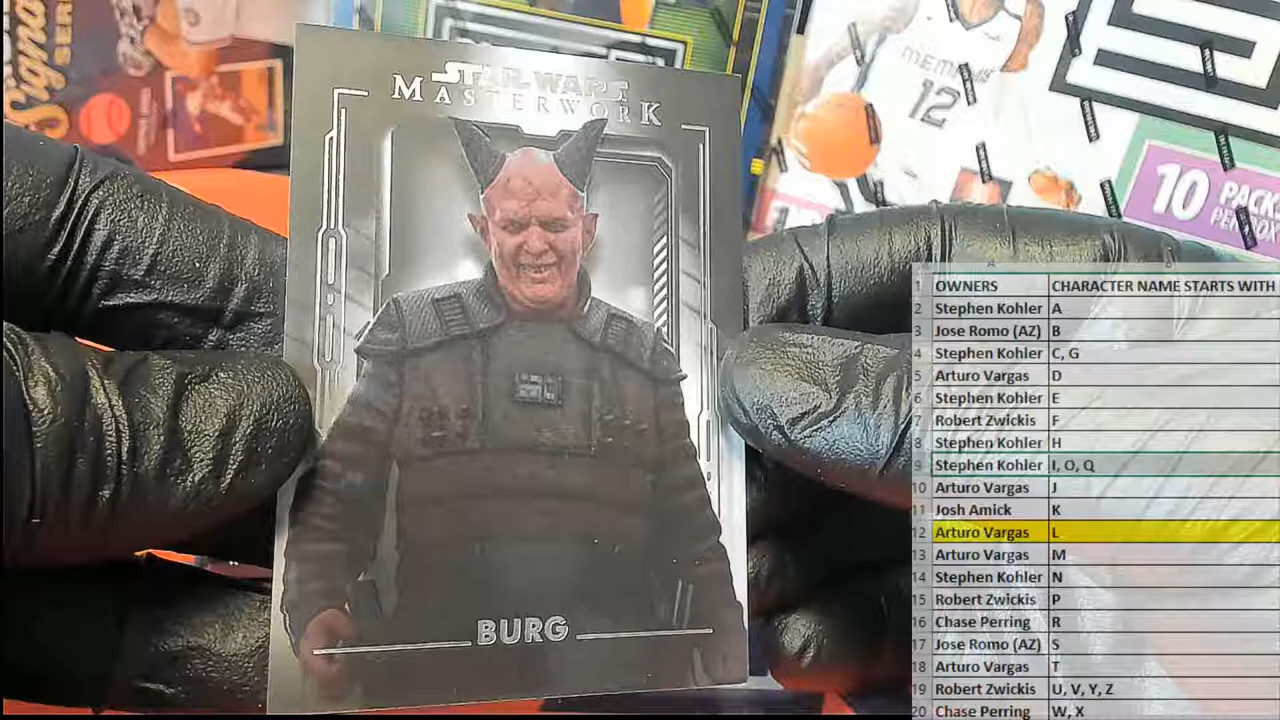 Signa
SER
MEMPHIS
12
10 PACK
PER BOX
STAR WARS
MASTERWORK
BURG
A B
1 OWNERS CHARACTER NAME STARTS WITH
2 Stephen Kohler A
3 Jose Romo (AZ) B
4 Stephen Kohler C, G
5 Arturo Vargas D
6 Stephen Kohler E
7 Robert Zwickis F
8 Stephen Kohler H
9 Stephen Kohler I, O, Q
10 Arturo Vargas J
11 Josh Amick K
12 Arturo Vargas L
13 Arturo Vargas M
14 Stephen Kohler N
15 Robert Zwickis P
16 Chase Perring R
17 Jose Romo (AZ) S
18 Arturo Vargas T
19 Robert Zwickis U, V, Y, Z
20 Chase Perring W, X